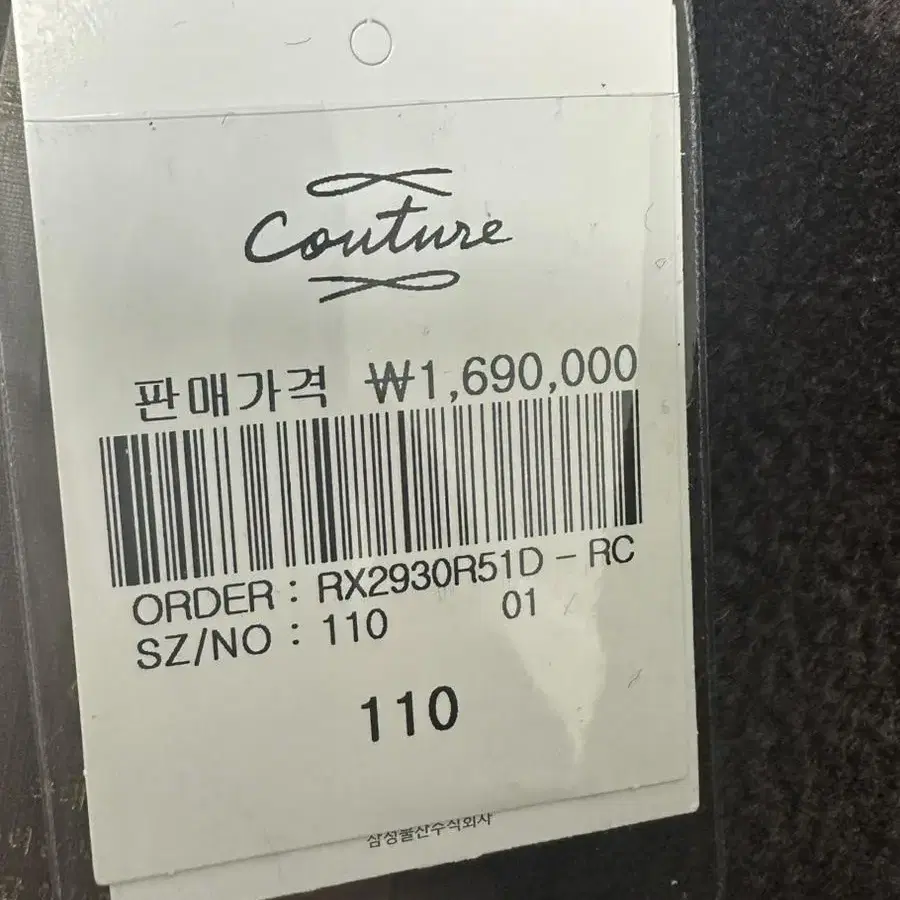 Couture
판매가격 ₩1,690,000
ORDER : RX2930R51D - RC
SZ/NO : 110 01
110
삼성물산주식회사